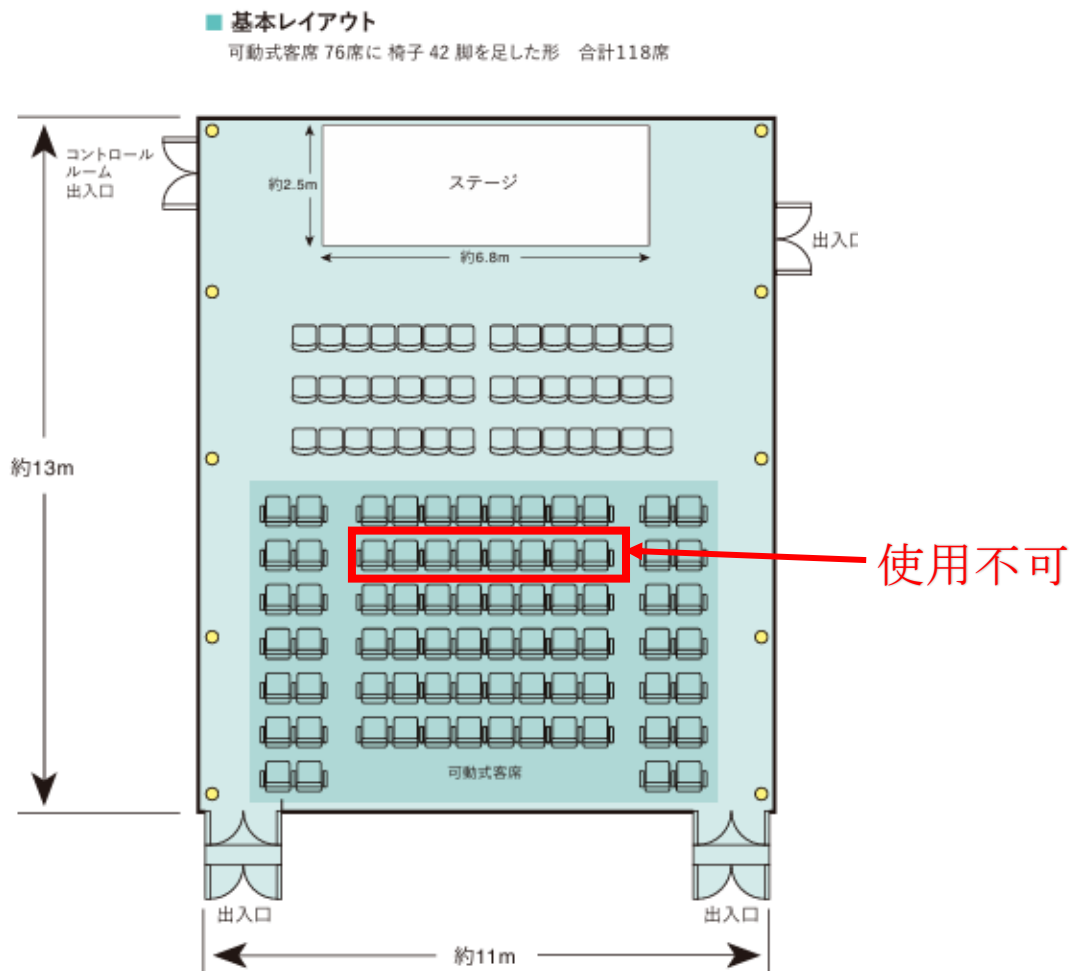 ■ 基本レイアウト
可動式客席 76席に 椅子 42 脚を足した形　合計118席
コントロール
ルーム
出入口
約2.5m
ステージ
出入口
約6.8m
約13m
使用不可
可動式客席
出入口
出入口
約11m